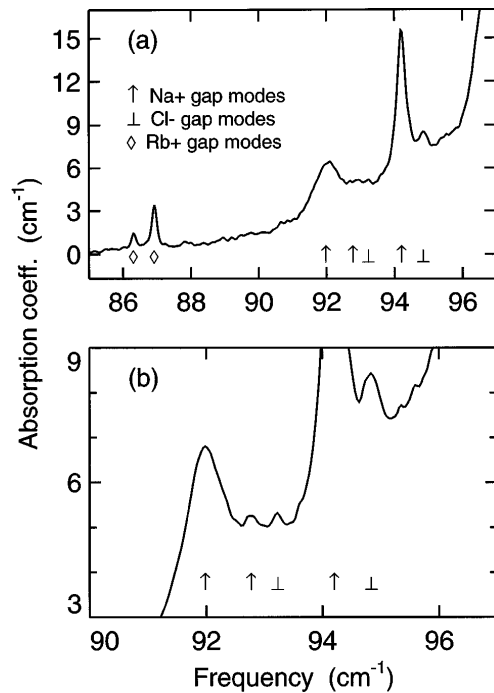 15
(a)
12
↑ Na+ gap modes
⊥ Cl- gap modes
◊ Rb+ gap modes
9
6
3
0
86 88 90 92 94 96
Absorption coeff. (cm⁻¹)
9
(b)
6
3
90 92 94 96
Frequency (cm⁻¹)